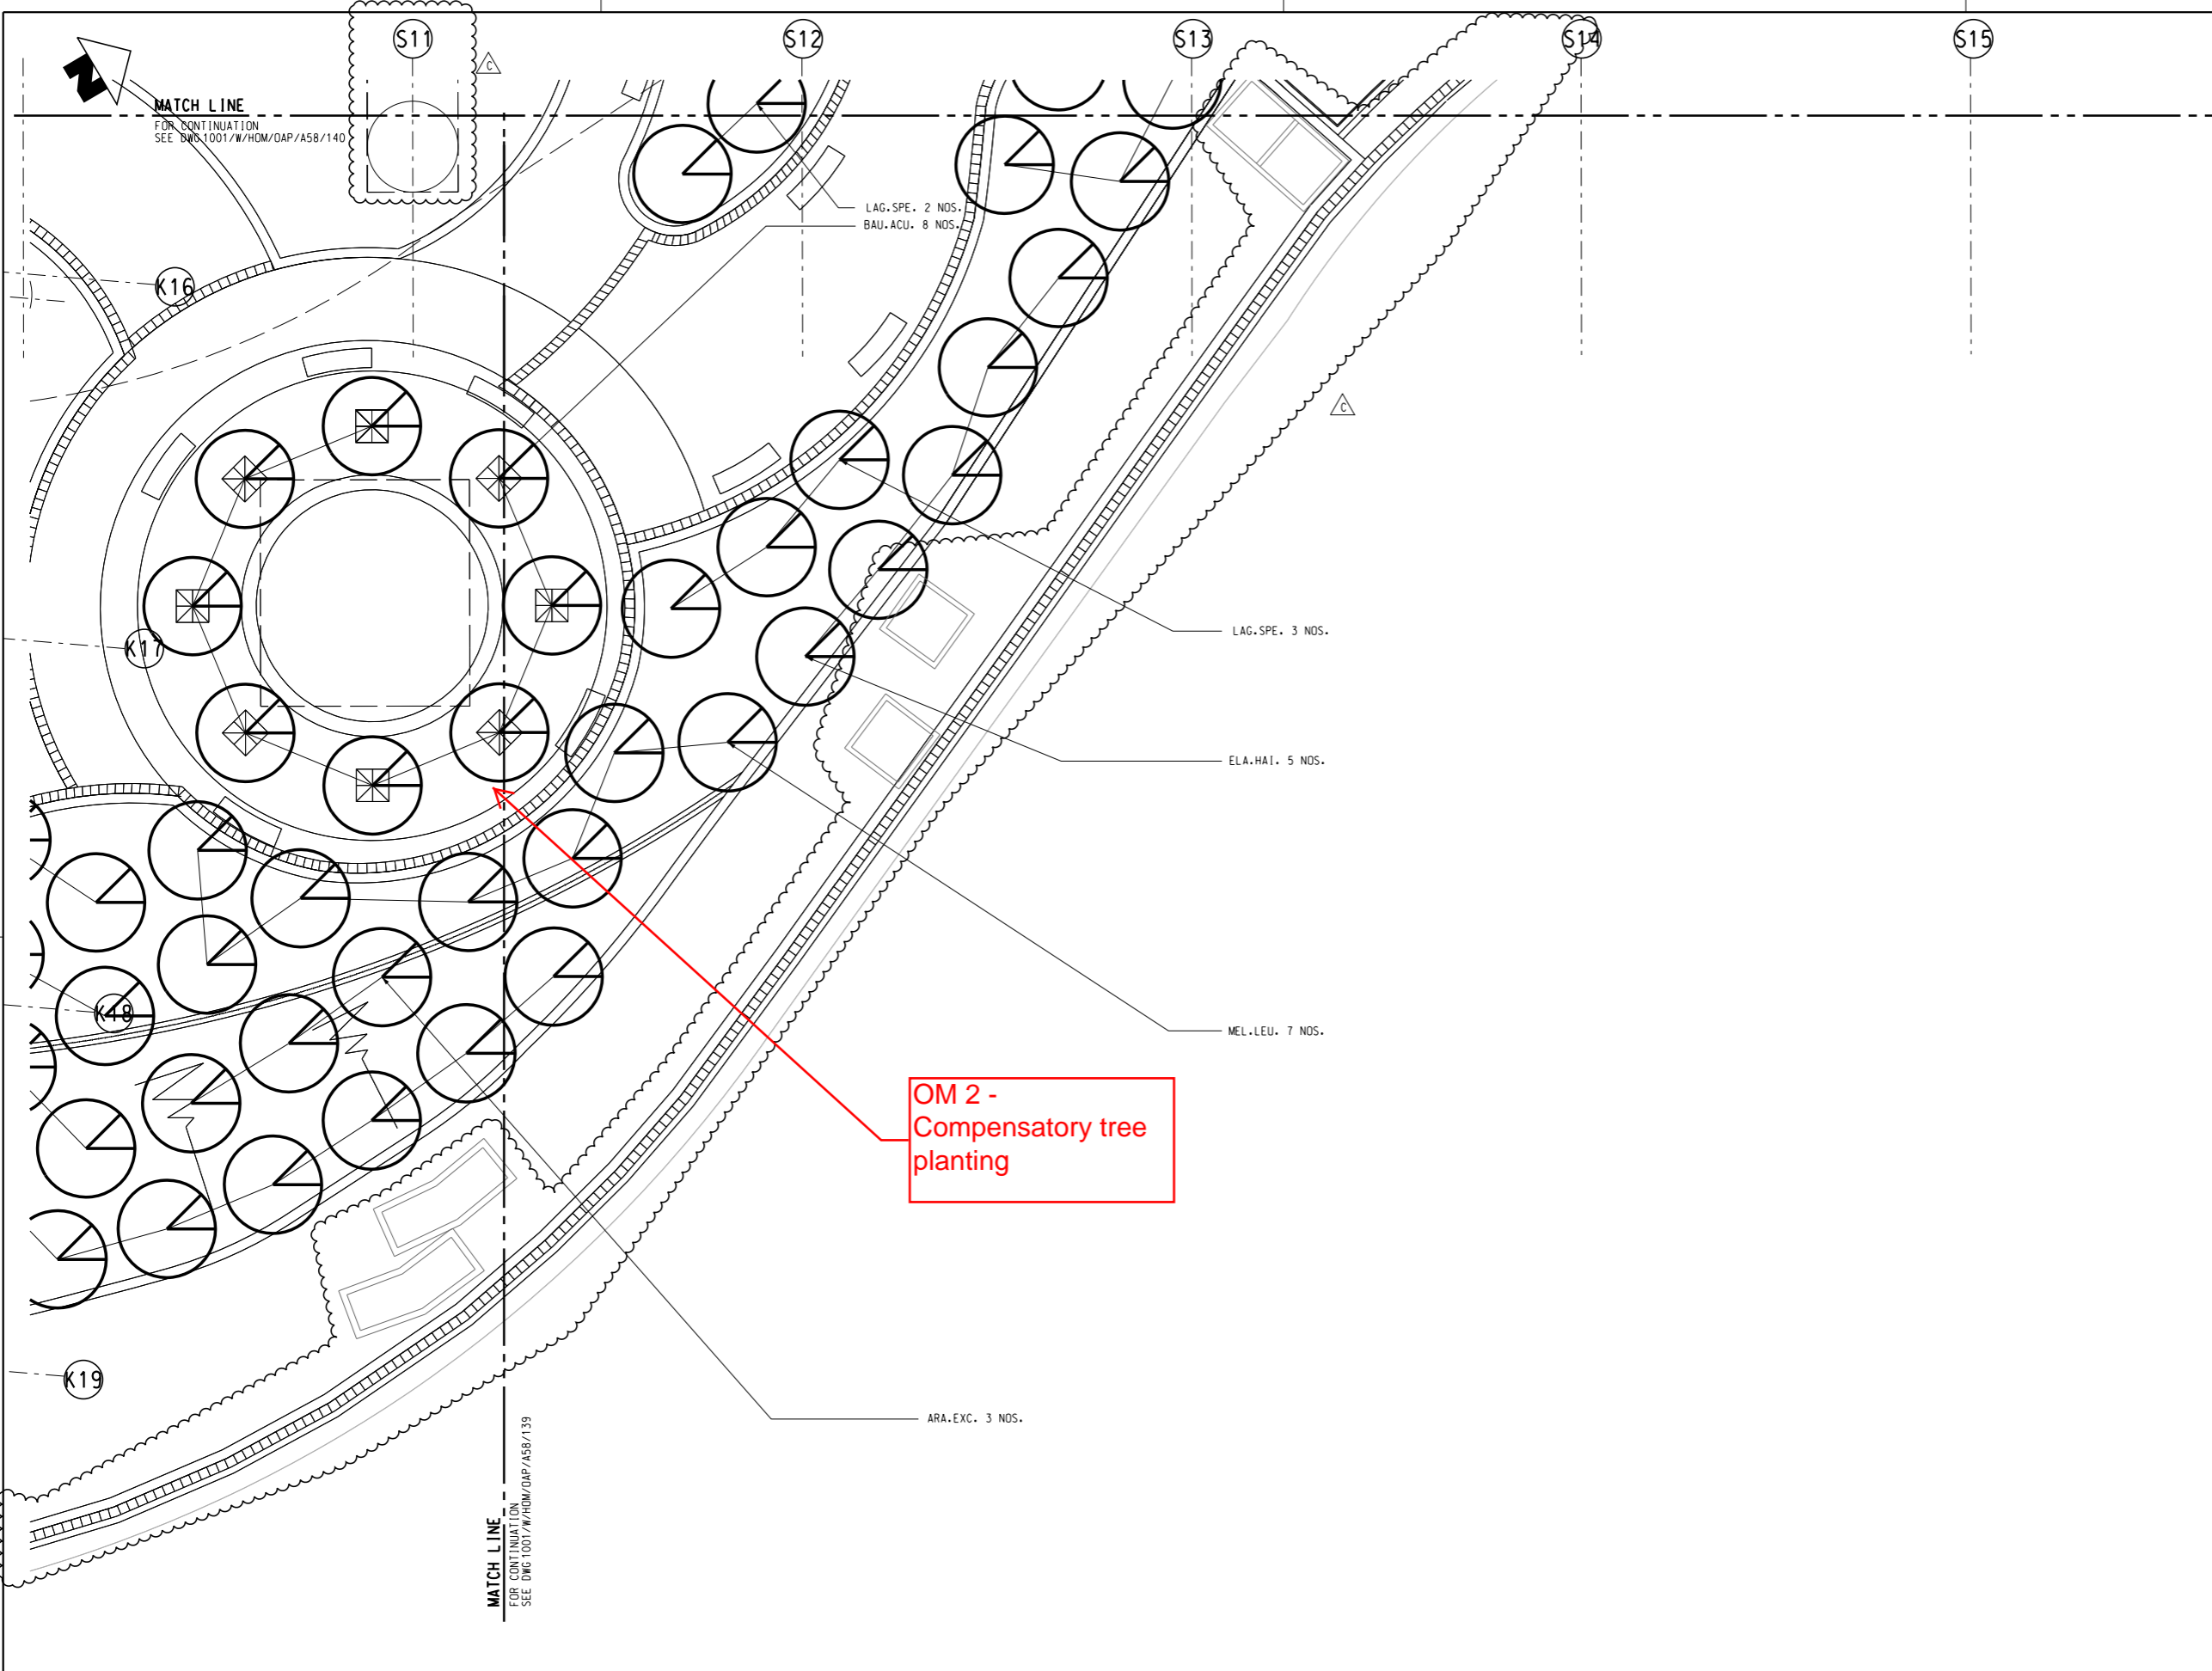 S11
S12
S13
S14
S15
C
N
MATCH LINE
FOR CONTINUATION
SEE DWG 1001/W/HOM/OAP/A58/140
LAG.SPE. 2 NOS.
BAU.ACU. 8 NOS.
K16
C
LAG.SPE. 3 NOS.
K17
ELA.HAI. 5 NOS.
K18
MEL.LEU. 7 NOS.
OM 2 -
Compensatory tree
planting
K19
ARA.EXC. 3 NOS.
MATCH LINE
FOR CONTINUATION
SEE DWG 1001/W/HOM/OAP/A58/139